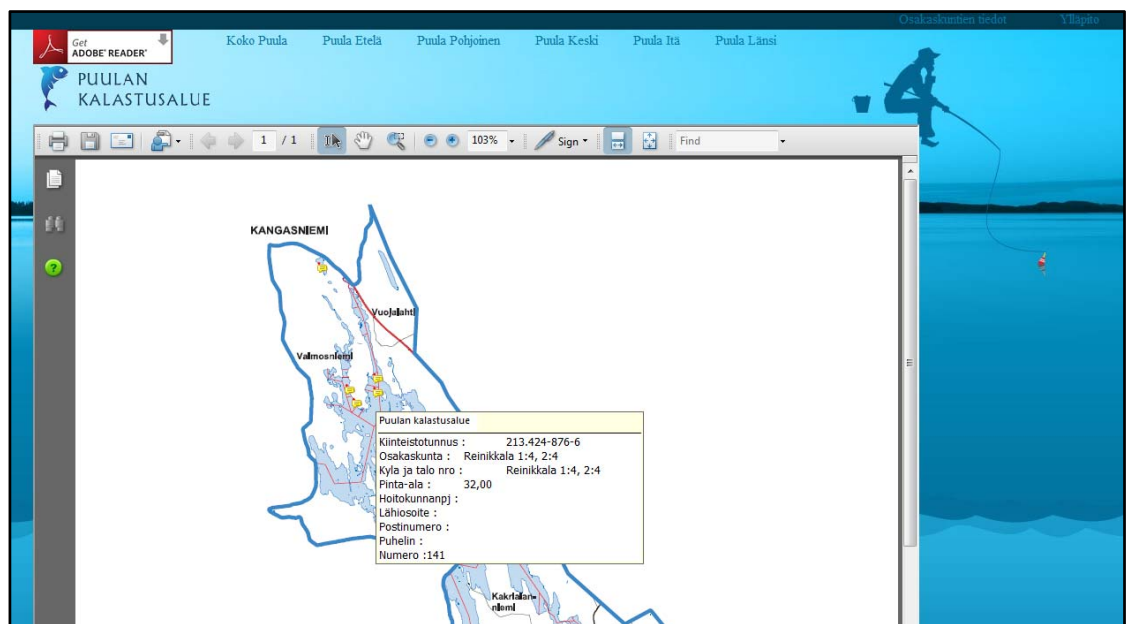 Osakaskuntien tiedot Ylläpito
Get
ADOBE® READER®
Koko Puula Puula Etelä Puula Pohjoinen Puula Keski Puula Itä Puula Länsi
PUULAN
KALASTUSALUE
1 / 1 103% Sign Find
KANGASNIEMI
Vuojalahti
Valmosniemi
Puulan kalastusalue
Kiinteistotunnus : 213.424-876-6
Osakaskunta : Reinikkala 1:4, 2:4
Kyla ja talo nro : Reinikkala 1:4, 2:4
Pinta-ala : 32,00
Hoitokunnanpj :
Lähiosoite :
Postinumero :
Puhelin :
Numero :141
Kakrialan-
niemi